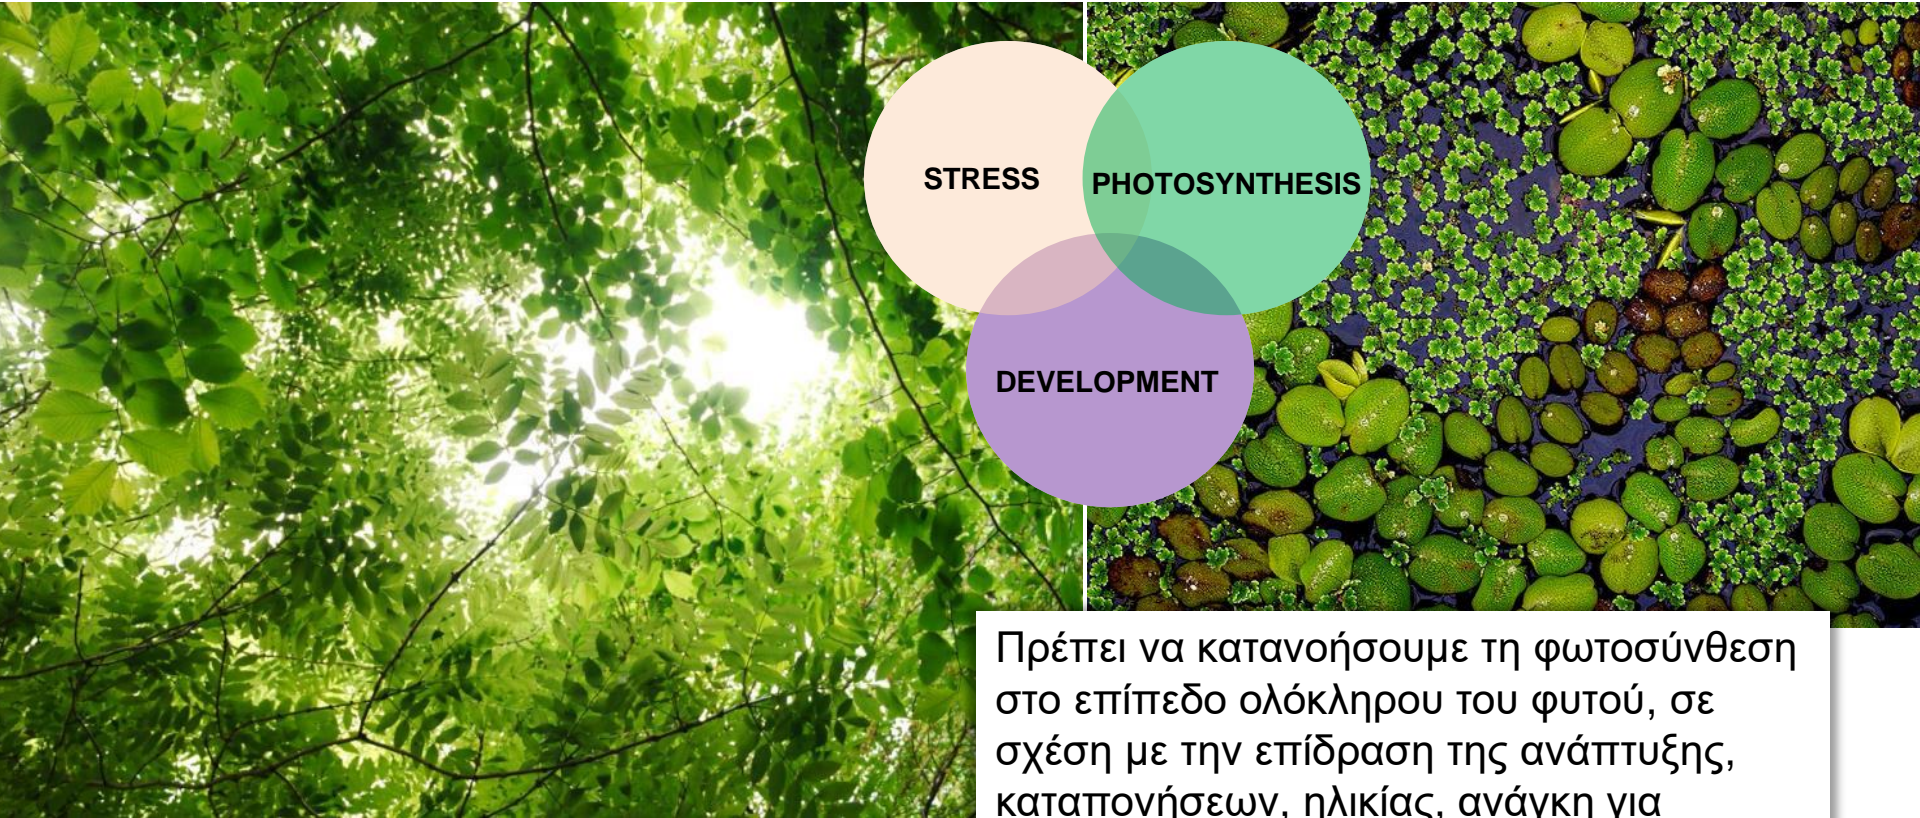 STRESS
PHOTOSYNTHESIS
DEVELOPMENT
Πρέπει να κατανοήσουμε τη φωτοσύνθεση
στο επίπεδο ολόκληρου του φυτού, σε
σχέση με την επίδραση της ανάπτυξης,
καταπονήσεων, ηλικίας, ανάγκη για